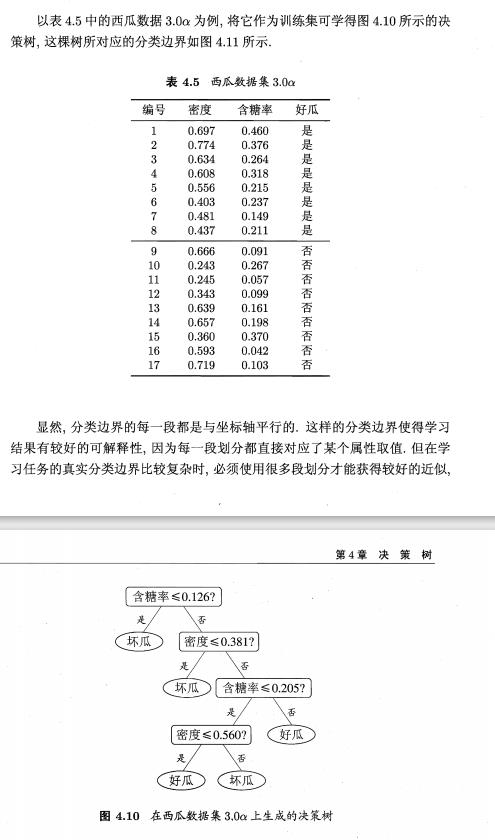 以表 4.5 中的西瓜数据 3.0α 为例, 将它作为训练集可学得图 4.10 所示的决
策树, 这棵树所对应的分类边界如图 4.11 所示.
表 4.5 西瓜数据集 3.0α
编号 密度 含糖率 好瓜
1 0.697 0.460 是
2 0.774 0.376 是
3 0.634 0.264 是
4 0.608 0.318 是
5 0.556 0.215 是
6 0.403 0.237 是
7 0.481 0.149 是
8 0.437 0.211 是
9 0.666 0.091 否
10 0.243 0.267 否
11 0.245 0.057 否
12 0.343 0.099 否
13 0.639 0.161 否
14 0.657 0.198 否
15 0.360 0.370 否
16 0.593 0.042 否
17 0.719 0.103 否
显然, 分类边界的每一段都是与坐标轴平行的. 这样的分类边界使得学习
结果有较好的可解释性, 因为每一段划分都直接对应了某个属性取值. 但在学
习任务的真实分类边界比较复杂时, 必须使用很多段划分才能获得较好的近似,
第 4 章 决 策 树
含糖率≤0.126?
是 否
坏瓜 密度≤0.381?
是 否
坏瓜 含糖率≤0.205?
是 否
密度≤0.560? 好瓜
是 否
好瓜 坏瓜
图 4.10 在西瓜数据集 3.0α 上生成的决策树